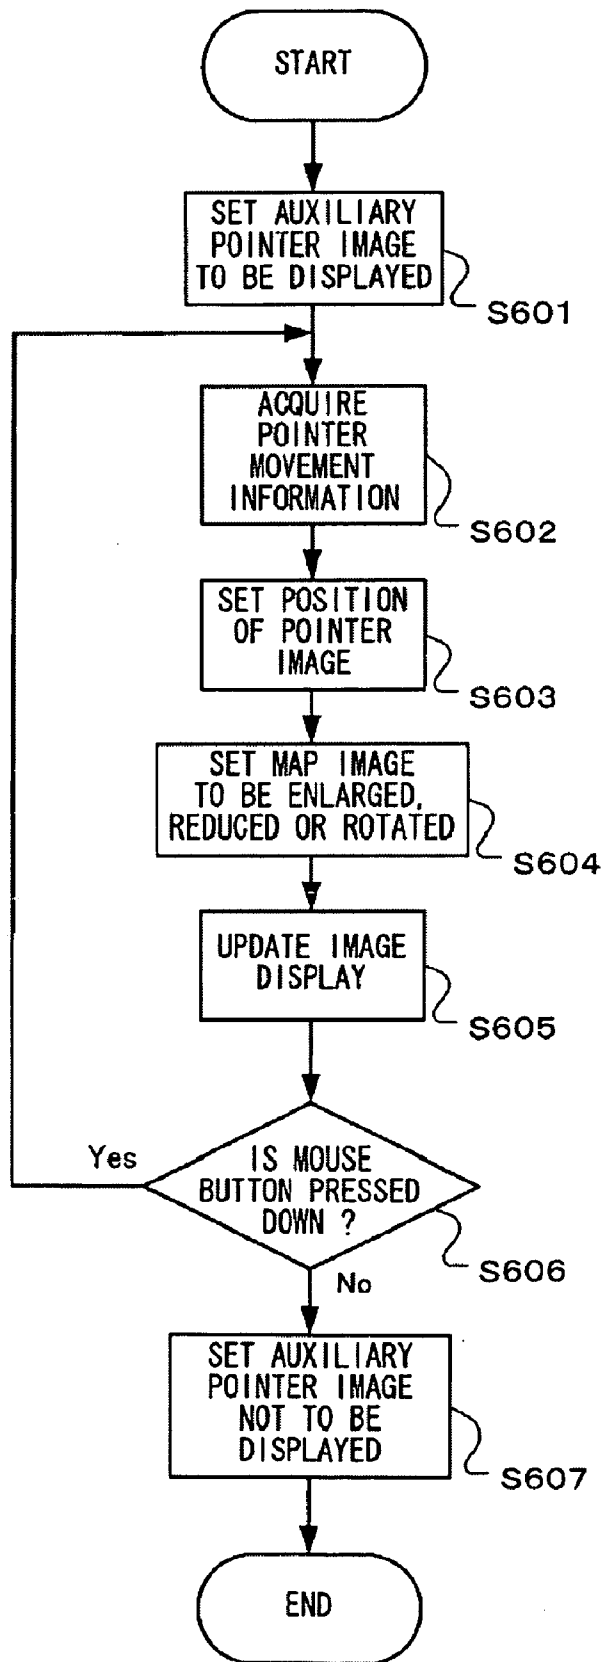 START
SET AUXILIARY
POINTER IMAGE
TO BE DISPLAYED
S601
ACQUIRE
POINTER
MOVEMENT
INFORMATION
S602
SET POSITION
OF POINTER
IMAGE
S603
SET MAP IMAGE
TO BE ENLARGED,
REDUCED OR ROTATED
S604
UPDATE IMAGE
DISPLAY
S605
Yes
IS MOUSE
BUTTON PRESSED
DOWN ?
S606
No
SET AUXILIARY
POINTER IMAGE
NOT TO BE
DISPLAYED
S607
END